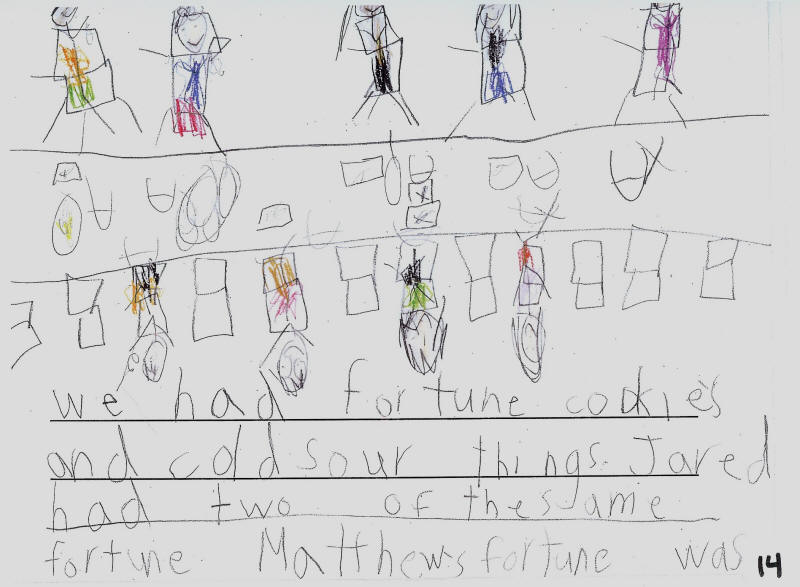 we had fortune cookies
and cold sour things. Jared
had two of the same
fortune Matthews fortune was
14